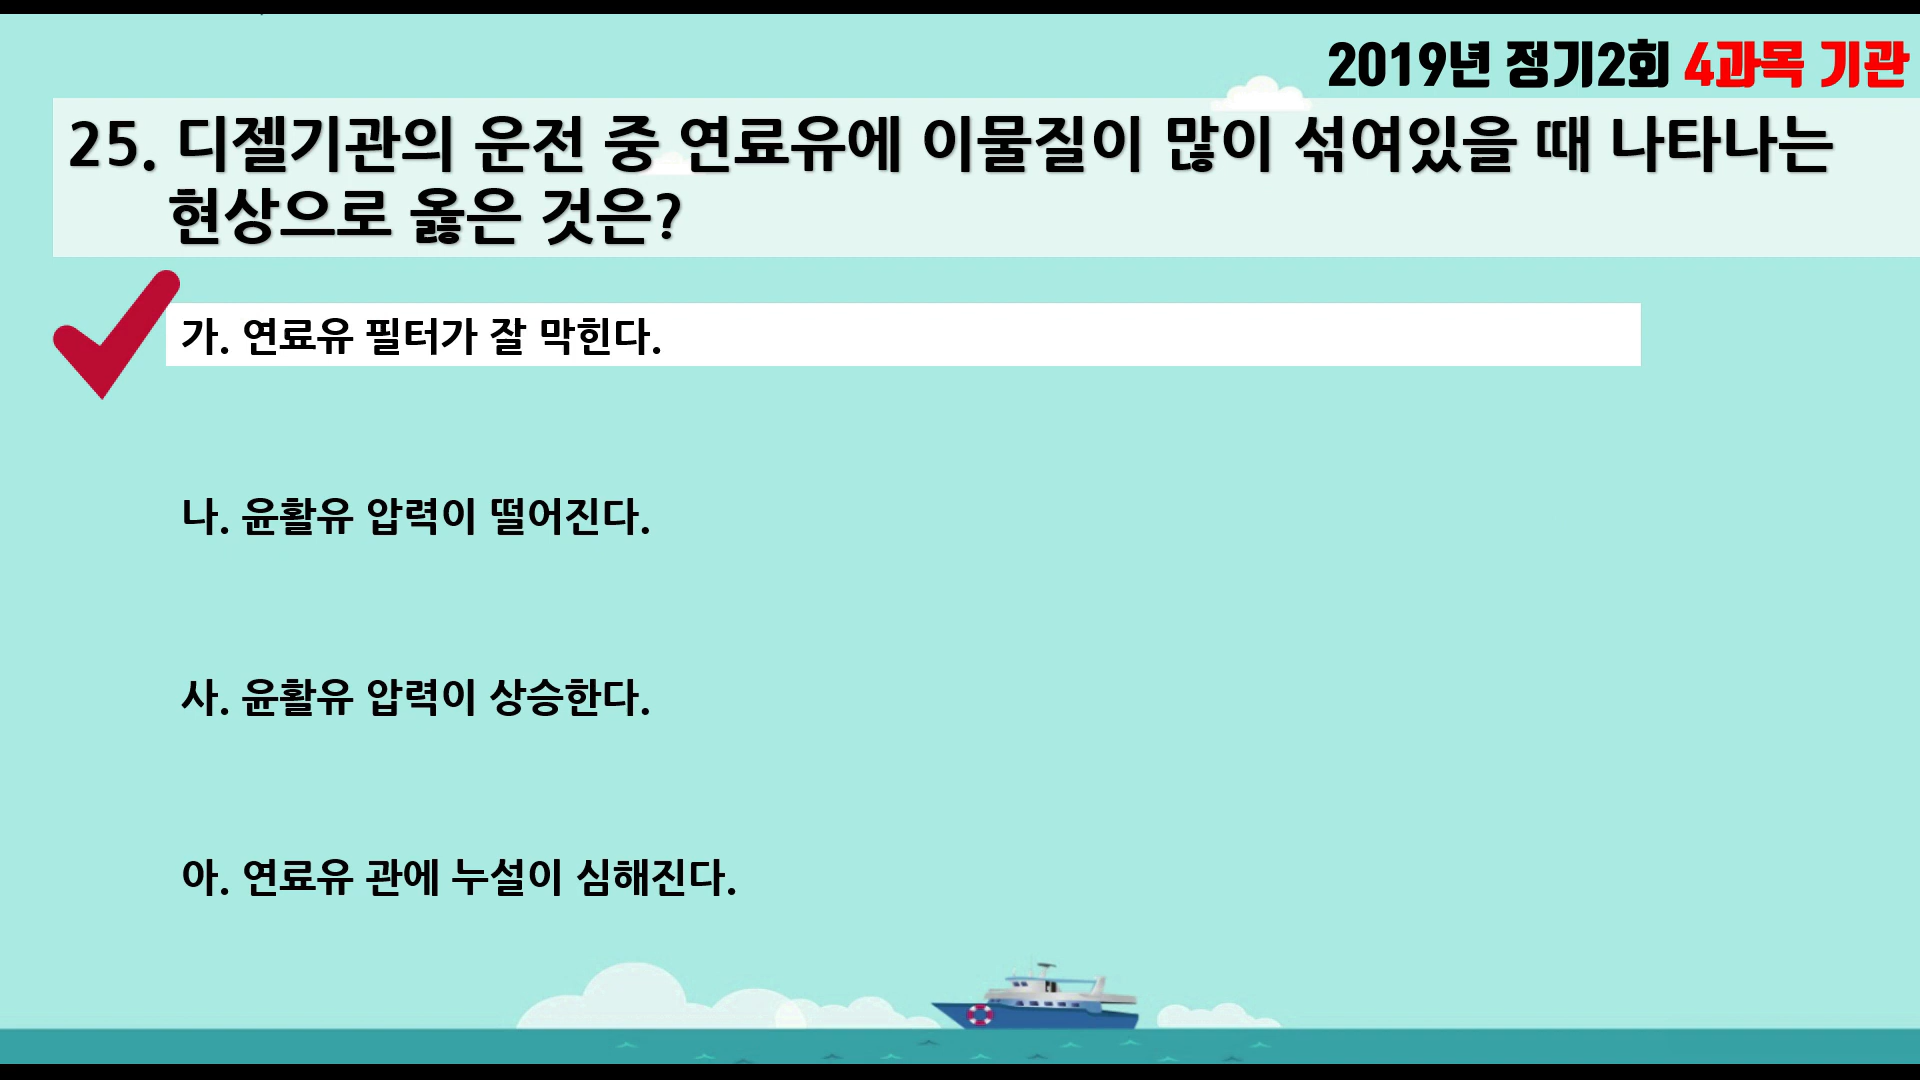 2019년 정기2회 4과목 기관
25. 디젤기관의 운전 중 연료유에 이물질이 많이 섞여있을 때 나타나는
현상으로 옳은 것은?
가. 연료유 필터가 잘 막힌다.
나. 윤활유 압력이 떨어진다.
사. 윤활유 압력이 상승한다.
아. 연료유 관에 누설이 심해진다.